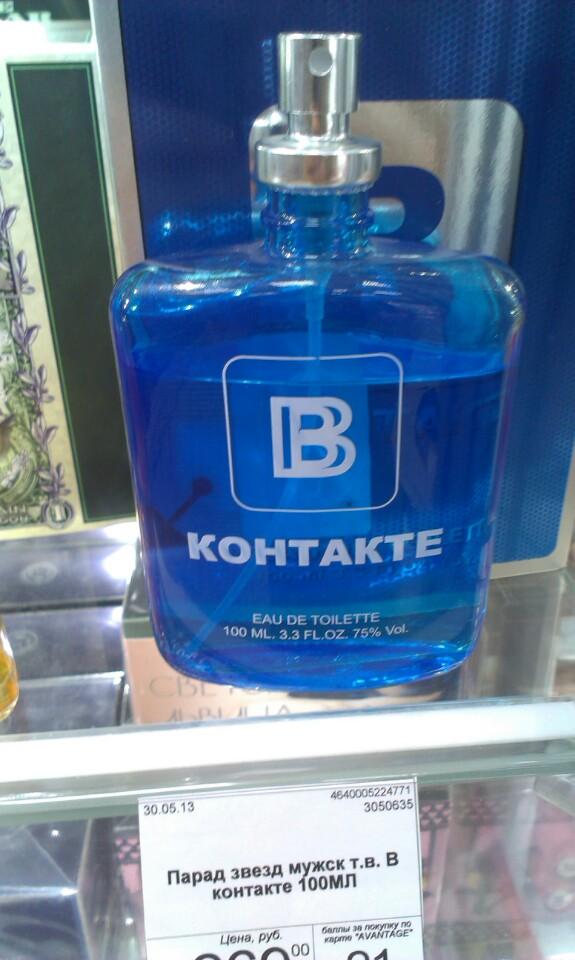 В
КОНТАКТЕ
EAU DE TOILETTE
100 ML. 3.3 FL.OZ. 75% Vol.
30.05.13
4640005224771
3050635
Парад звезд мужск т.в. В
контакте 100МЛ
Цена, руб.
баллы за покупку по
карте "AVANTAGE"
00